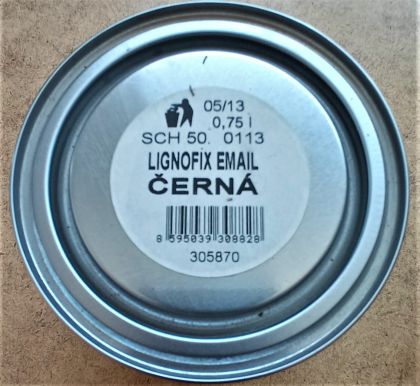 05/13
0,75 l
SCH 50. 0113
LIGNOFIX EMAIL
ČERNÁ
8 595039 308828
305870